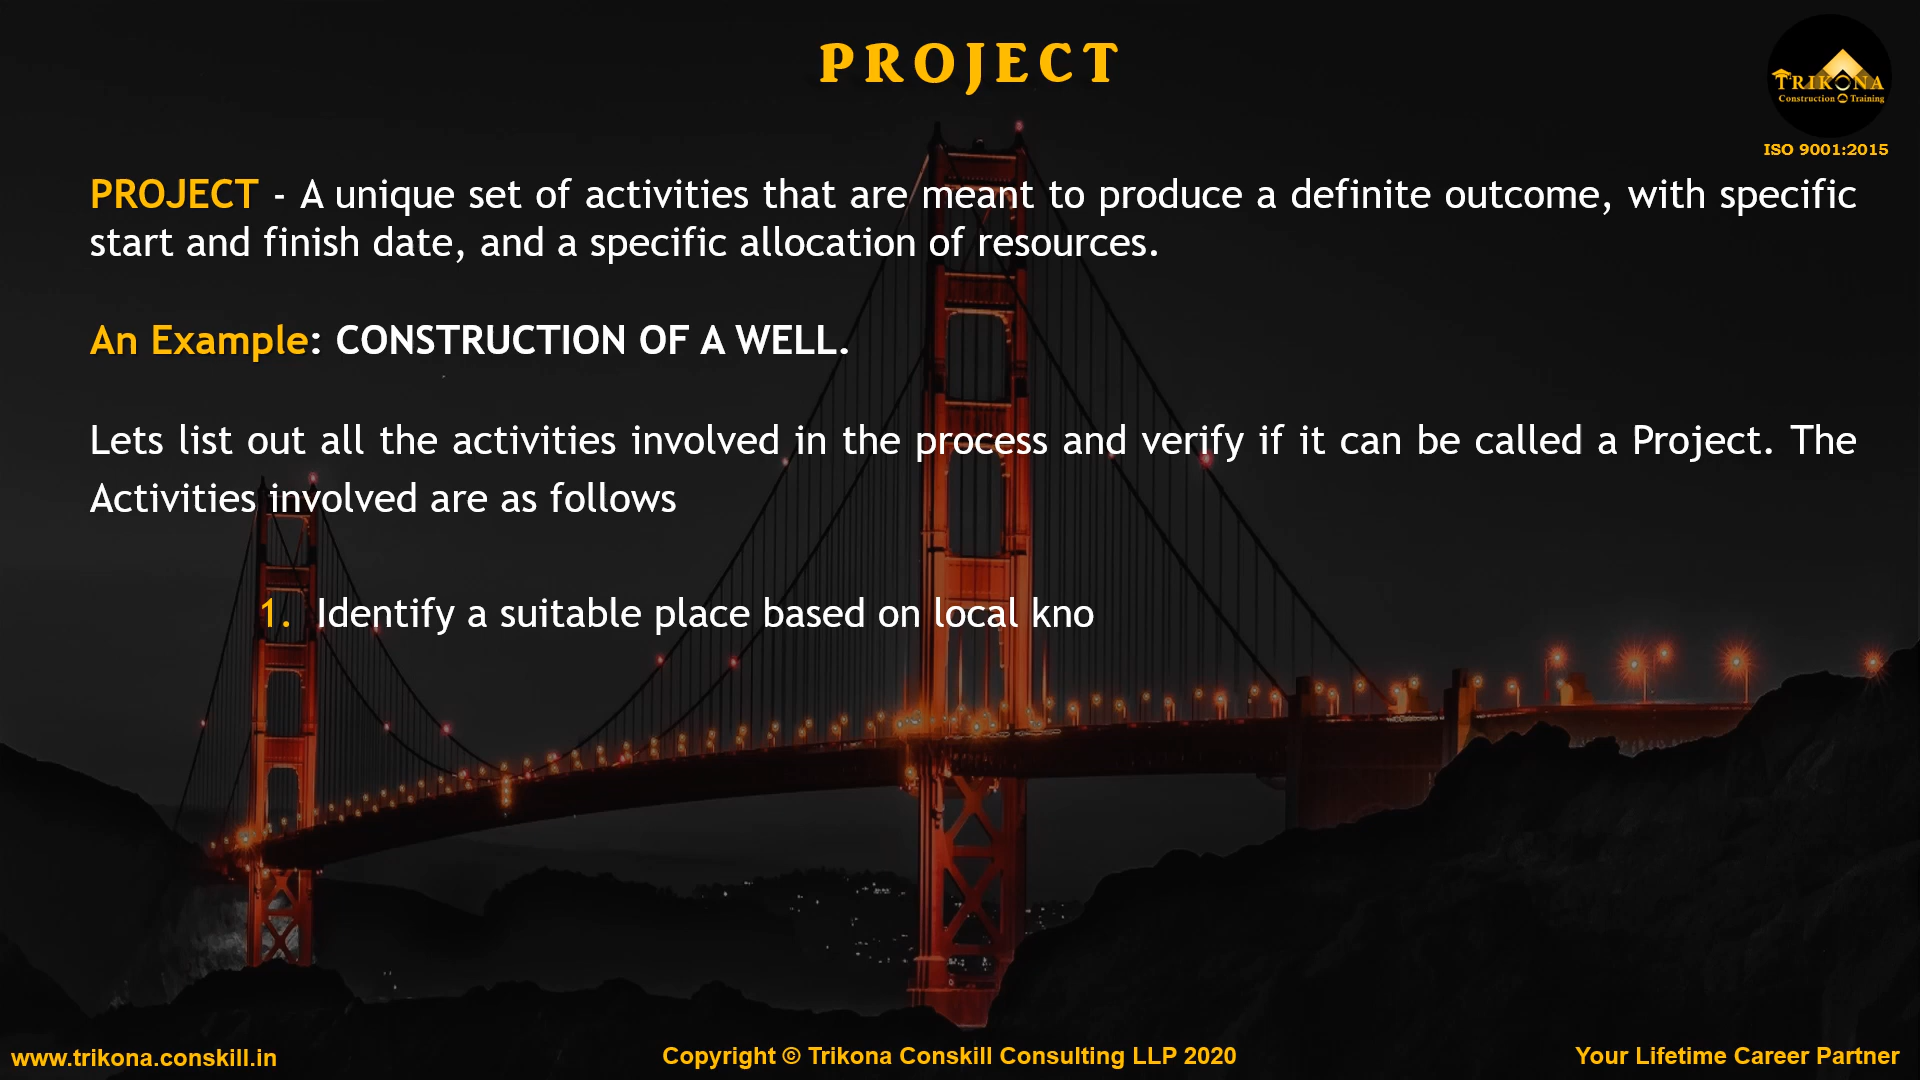 PROJECT
TRIKONA
Construction Training
ISO 9001:2015
PROJECT - A unique set of activities that are meant to produce a definite outcome, with specific
start and finish date, and a specific allocation of resources.
An Example: CONSTRUCTION OF A WELL.
Lets list out all the activities involved in the process and verify if it can be called a Project. The
Activities involved are as follows
1. Identify a suitable place based on local kno
www.trikona.conskill.in
Copyright © Trikona Conskill Consulting LLP 2020
Your Lifetime Career Partner